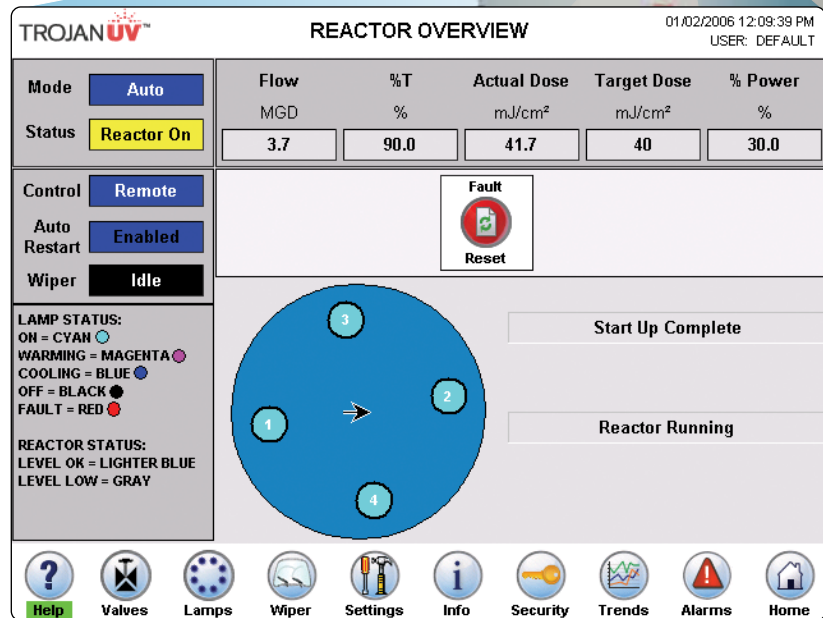 TROJANUV™
REACTOR OVERVIEW
01/02/2006 12:09:39 PM
USER: DEFAULT
Mode Auto
Status Reactor On
Flow %T Actual Dose Target Dose % Power
MGD % mJ/cm² mJ/cm² %
3.7 90.0 41.7 40 30.0
Control Remote
Auto
Restart Enabled
Wiper Idle
Fault
Reset
LAMP STATUS:
ON = CYAN
WARMING = MAGENTA
COOLING = BLUE
OFF = BLACK
FAULT = RED
REACTOR STATUS:
LEVEL OK = LIGHTER BLUE
LEVEL LOW = GRAY
3
2
1
4
Start Up Complete
Reactor Running
?
i
!
Help Valves Lamps Wiper Settings Info Security Trends Alarms Home